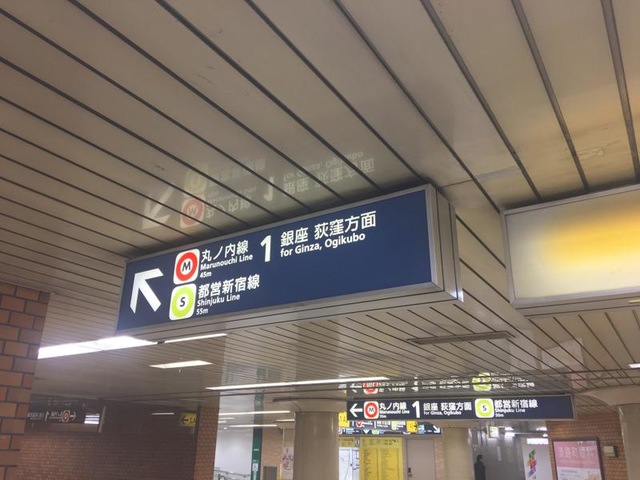 M 丸ノ内線
Marunouchi Line
45m
1 銀座 荻窪方面
for Ginza, Ogikubo
S 都営新宿線
Shinjuku Line
55m
M 丸ノ内線
1 銀座 荻窪方面
for Ginza, Ogikubo
S 都営新宿線
Shinjuku Line